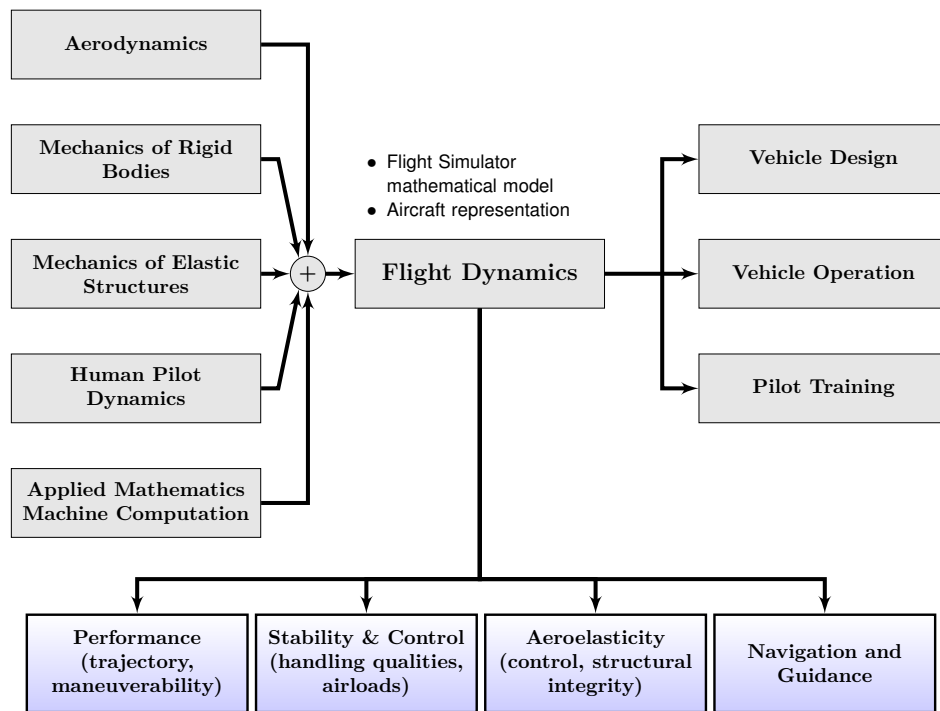 Aerodynamics
Mechanics of Rigid
Bodies
Mechanics of Elastic
Structures
Human Pilot
Dynamics
Applied Mathematics
Machine Computation
+
• Flight Simulator
mathematical model
• Aircraft representation
Flight Dynamics
Vehicle Design
Vehicle Operation
Pilot Training
Performance
(trajectory,
maneuverability)
Stability & Control
(handling qualities,
airloads)
Aeroelasticity
(control, structural
integrity)
Navigation and
Guidance